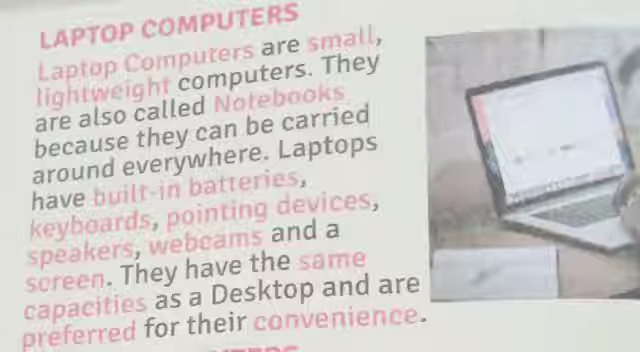 LAPTOP COMPUTERS
Laptop Computers are small,
lightweight computers. They
are also called Notebooks
because they can be carried
around everywhere. Laptops
have built-in batteries,
keyboards, pointing devices,
speakers, webcams and a
screen. They have the same
capacities as a Desktop and are
preferred for their convenience.